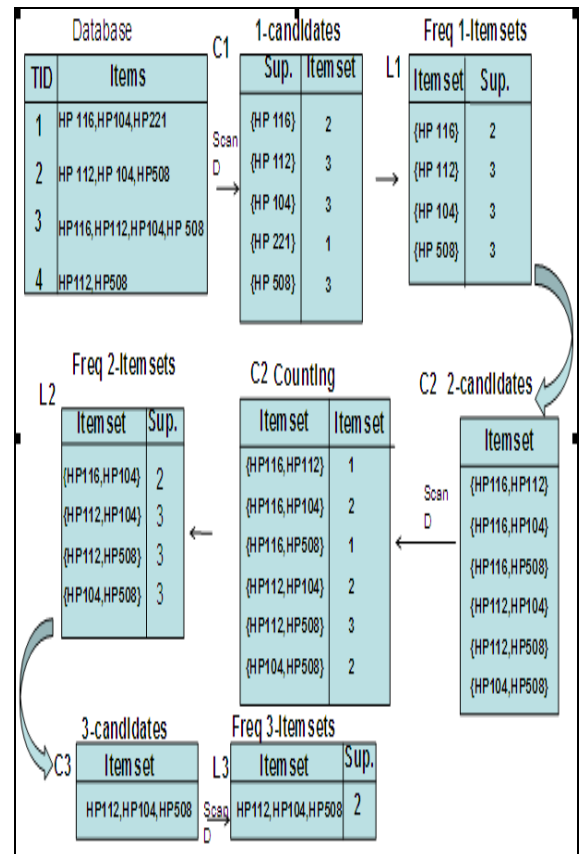 Database
TID Items
1 HP 116,HP104,HP221
2 HP 112,HP 104,HP508
3 HP116,HP112,HP104,HP 508
4 HP112,HP508
Scan
D
C1
1-candidates
Sup. Itemset
{HP 116} 2
{HP 112} 3
{HP 104} 3
{HP 221} 1
{HP 508} 3
Freq 1-Itemsets
L1
Itemset Sup.
{HP 116} 2
{HP 112} 3
{HP 104} 3
{HP 508} 3
C2 2-candidates
Itemset
{HP116,HP112}
{HP116,HP104}
{HP116,HP508}
{HP112,HP104}
{HP112,HP508}
{HP104,HP508}
Scan
D
C2 Counting
Itemset Itemset
{HP116,HP112} 1
{HP116,HP104} 2
{HP116,HP508} 1
{HP112,HP104} 2
{HP112,HP508} 3
{HP104,HP508} 2
Freq 2-Itemsets
L2
Itemset Sup.
{HP116,HP104} 2
{HP112,HP104} 3
{HP112,HP508} 3
{HP104,HP508} 3
3-candidates
C3
Itemset
HP112,HP104,HP508
Scan
D
Freq 3-Itemsets
L3
Itemset Sup.
HP112,HP104,HP508 2